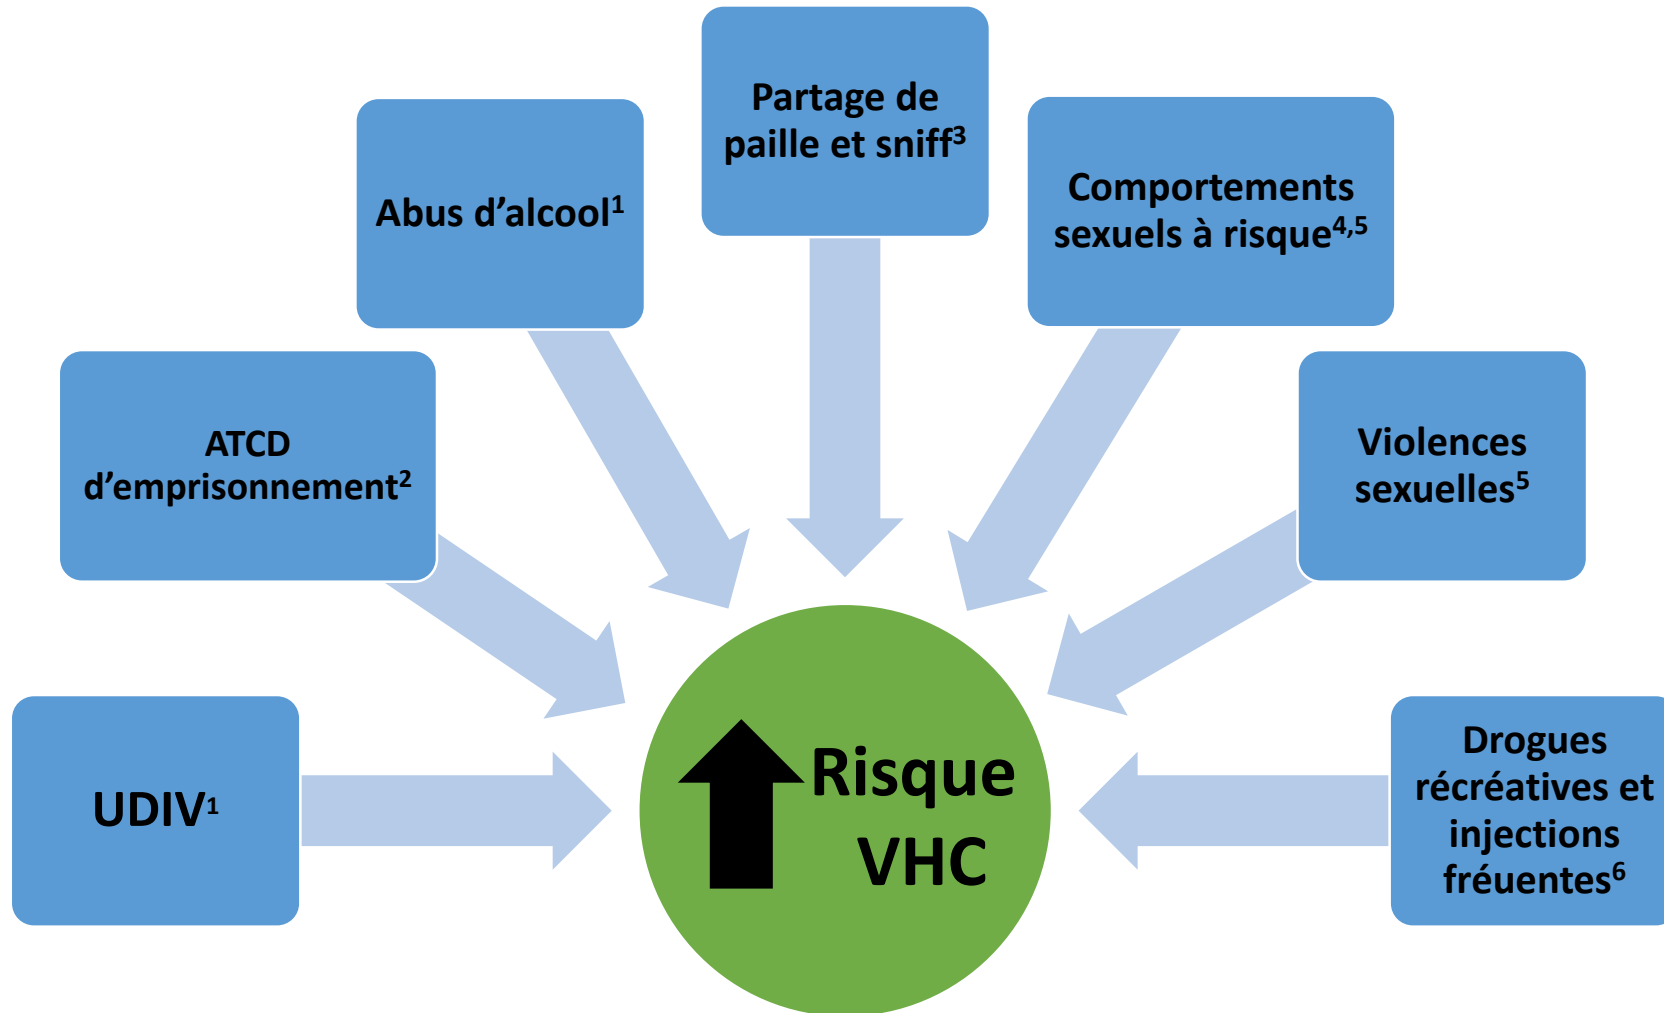 Partage de
paille et sniff³
Abus d’alcool¹
Comportements
sexuels à risque⁴,⁵
ATCD
d’emprisonnement²
Violences
sexuelles⁵
UDIV¹
Drogues
récréatives et
injections
fréuentes⁶
Risque
VHC